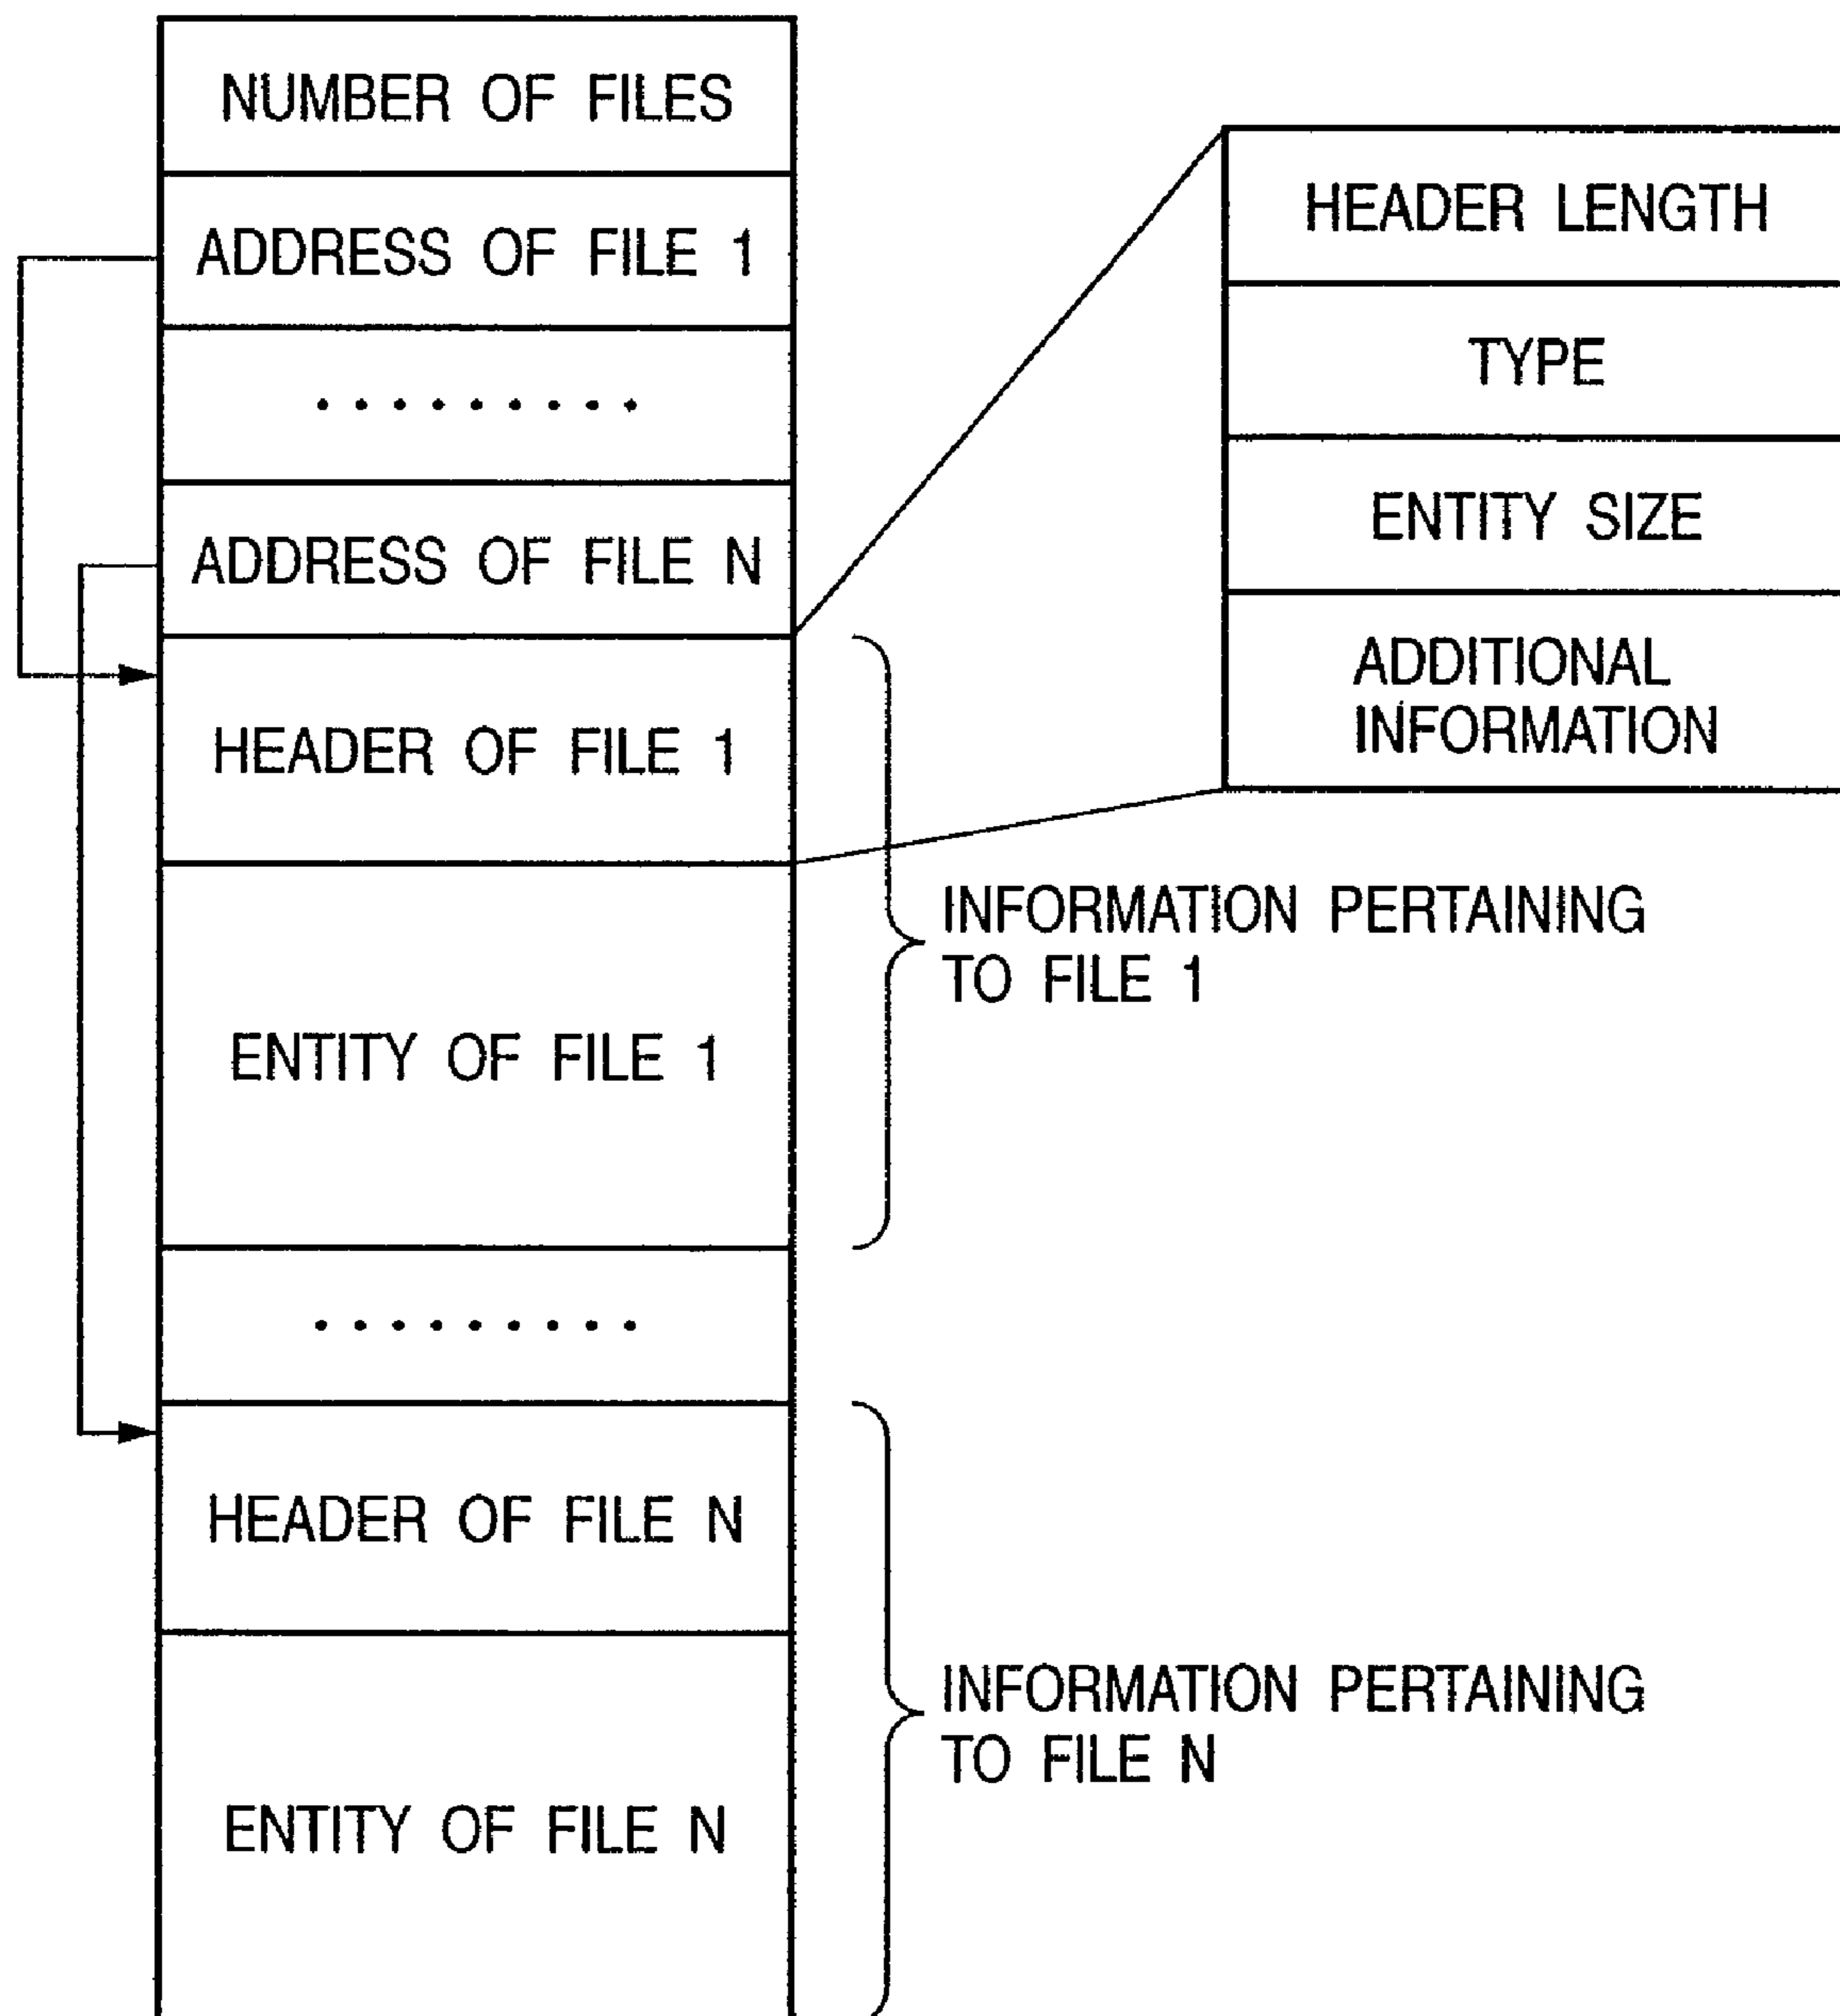 NUMBER OF FILES
ADDRESS OF FILE 1
.........
ADDRESS OF FILE N
HEADER OF FILE 1
ENTITY OF FILE 1
.........
HEADER OF FILE N
ENTITY OF FILE N
HEADER LENGTH
TYPE
ENTITY SIZE
ADDITIONAL
INFORMATION
INFORMATION PERTAINING
TO FILE 1
INFORMATION PERTAINING
TO FILE N